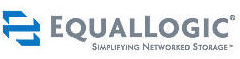 EQUALLOGIC®
SIMPLIFYING NETWORKED STORAGE™